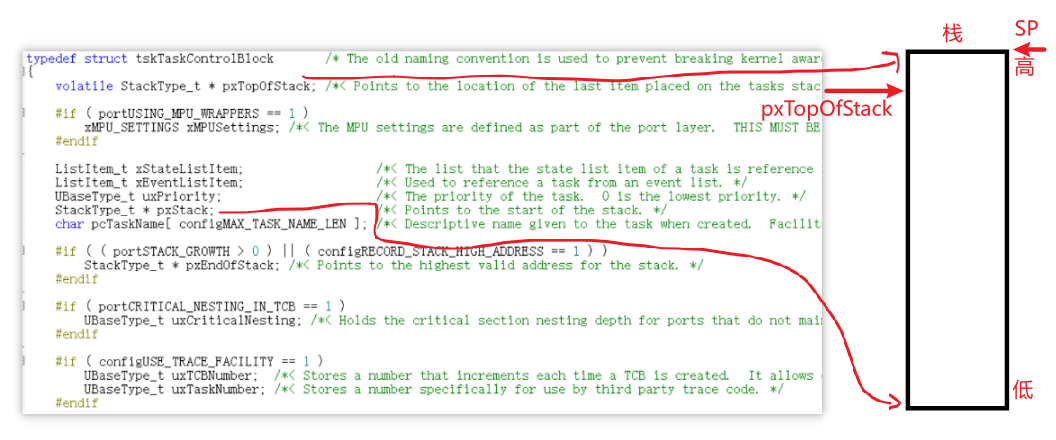 栈
SP
typedef struct tskTaskControlBlock /* The old naming convention is used to prevent breaking kernel awar
高
{
volatile StackType_t * pxTopOfStack; /*< Points to the location of the last item placed on the tasks stac
pxTopOfStack
#if ( portUSING_MPU_WRAPPERS == 1 )
xMPU_SETTINGS xMPUSettings; /*< The MPU settings are defined as part of the port layer. THIS MUST BE
#endif
ListItem_t xStateListItem; /*< The list that the state list item of a task is reference
ListItem_t xEventListItem; /*< Used to reference a task from an event list. */
UBaseType_t uxPriority; /*< The priority of the task. 0 is the lowest priority. */
StackType_t * pxStack; /*< Points to the start of the stack. */
char pcTaskName[ configMAX_TASK_NAME_LEN ]; /*< Descriptive name given to the task when created. Facilit
#if ( ( portSTACK_GROWTH > 0 ) || ( configRECORD_STACK_HIGH_ADDRESS == 1 ) )
StackType_t * pxEndOfStack; /*< Points to the highest valid address for the stack. */
#endif
#if ( portCRITICAL_NESTING_IN_TCB == 1 )
UBaseType_t uxCriticalNesting; /*< Holds the critical section nesting depth for ports that do not mai
#endif
#if ( configUSE_TRACE_FACILITY == 1 )
UBaseType_t uxTCBNumber; /*< Stores a number that increments each time a TCB is created. It allows
UBaseType_t uxTaskNumber; /*< Stores a number specifically for use by third party trace code. */
低
#endif